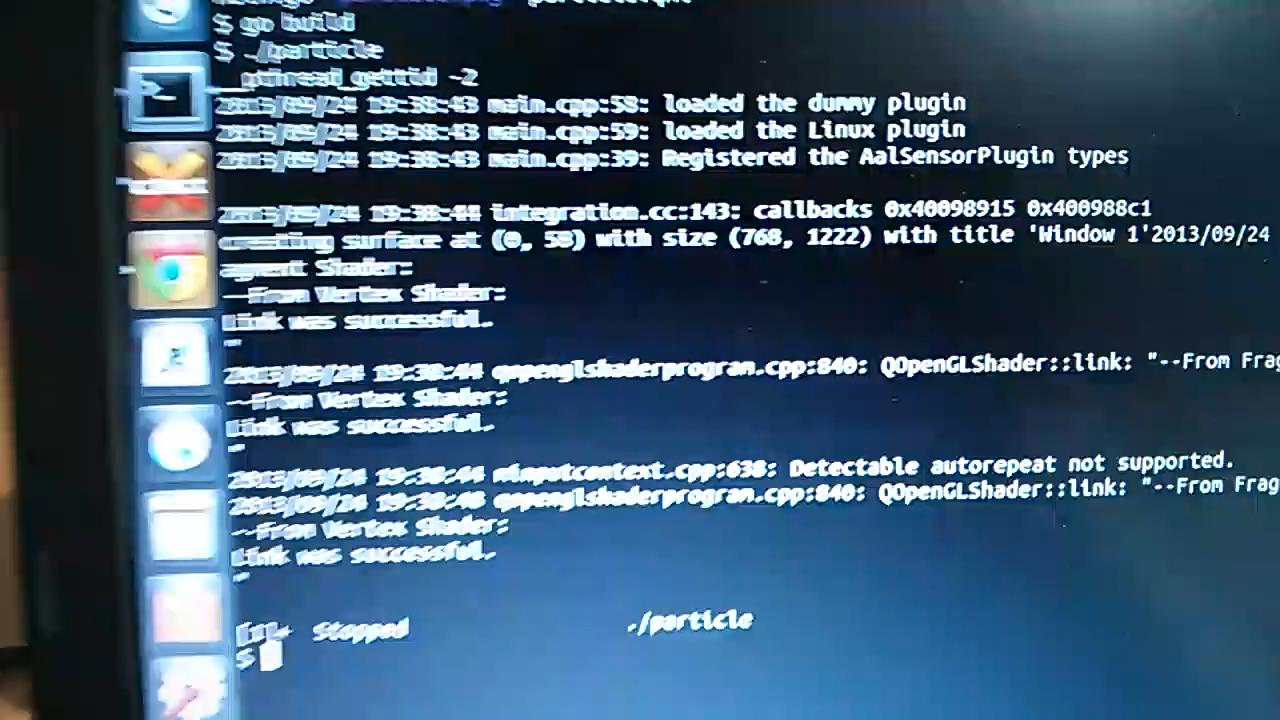 $ go build
$ ./particle
__pthread_gettid -2
2013/09/24 19:38:43 main.cpp:58: loaded the dummy plugin
2013/09/24 19:38:43 main.cpp:59: loaded the Linux plugin
2013/09/24 19:38:43 main.cpp:39: Registered the AalSensorPlugin types
2013/09/24 19:38:44 integration.cc:143: callbacks 0x40098915 0x400988c1
creating surface at (0, 58) with size (768, 1222) with title 'Window 1'2013/09/24
agment Shader:
--From Vertex Shader:
Link was successful.
"
2013/09/24 19:38:44 qopenglshaderprogram.cpp:840: QOpenGLShader::link: "--From Frag
--From Vertex Shader:
Link was successful.
"
2013/09/24 19:38:44 minputcontext.cpp:638: Detectable autorepeat not supported.
2013/09/24 19:38:48 qopenglshaderprogram.cpp:840: QOpenGLShader::link: "--From Frag
--From Vertex Shader:
Link was successful.
"
[1]+ Stopped ./particle
$